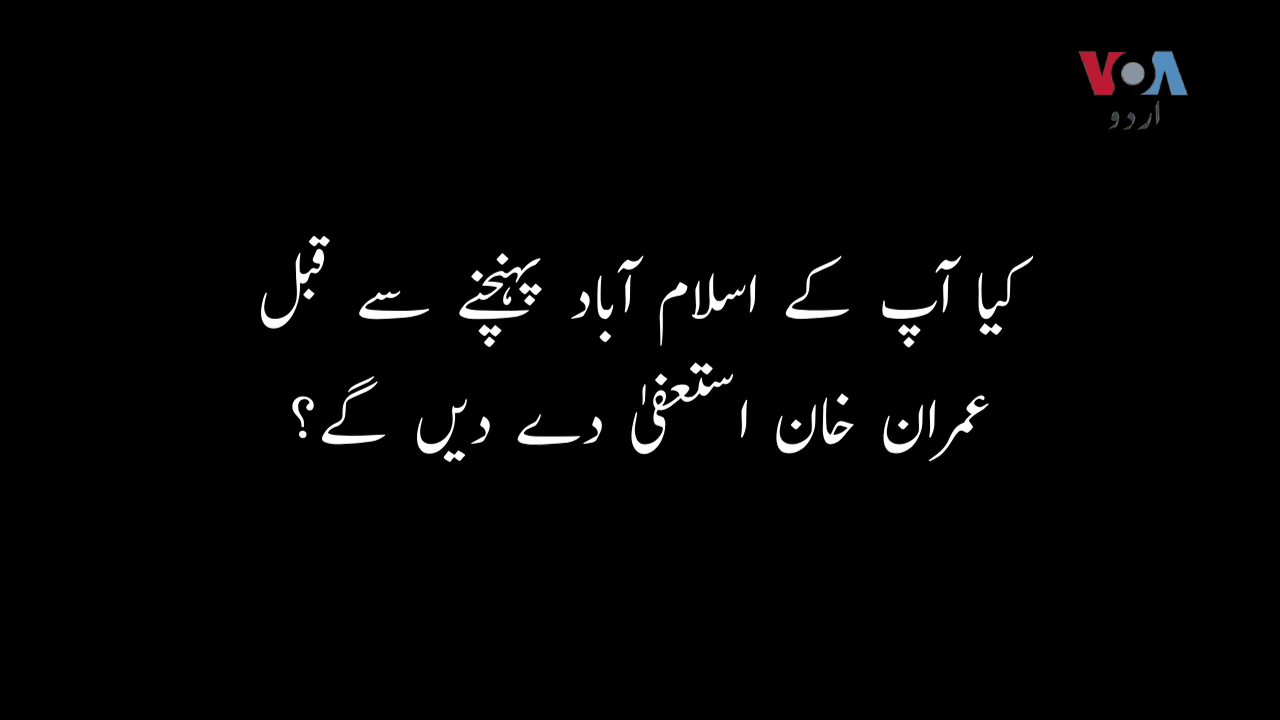 VOA
اردو
کیا آپ کے اسلام آباد پہنچنے سے قبل
عمران خان استعفیٰ دے دیں گے؟